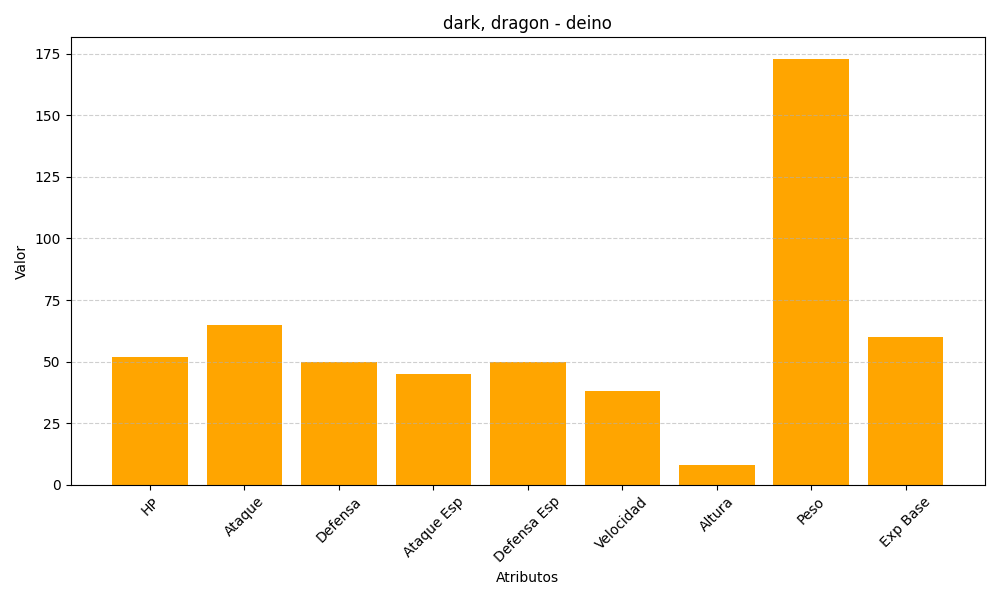 dark, dragon - deino
Valor
175
150
125
100
75
50
25
0
HP
Ataque
Defensa
Ataque Esp
Defensa Esp
Velocidad
Altura
Peso
Exp Base
Atributos